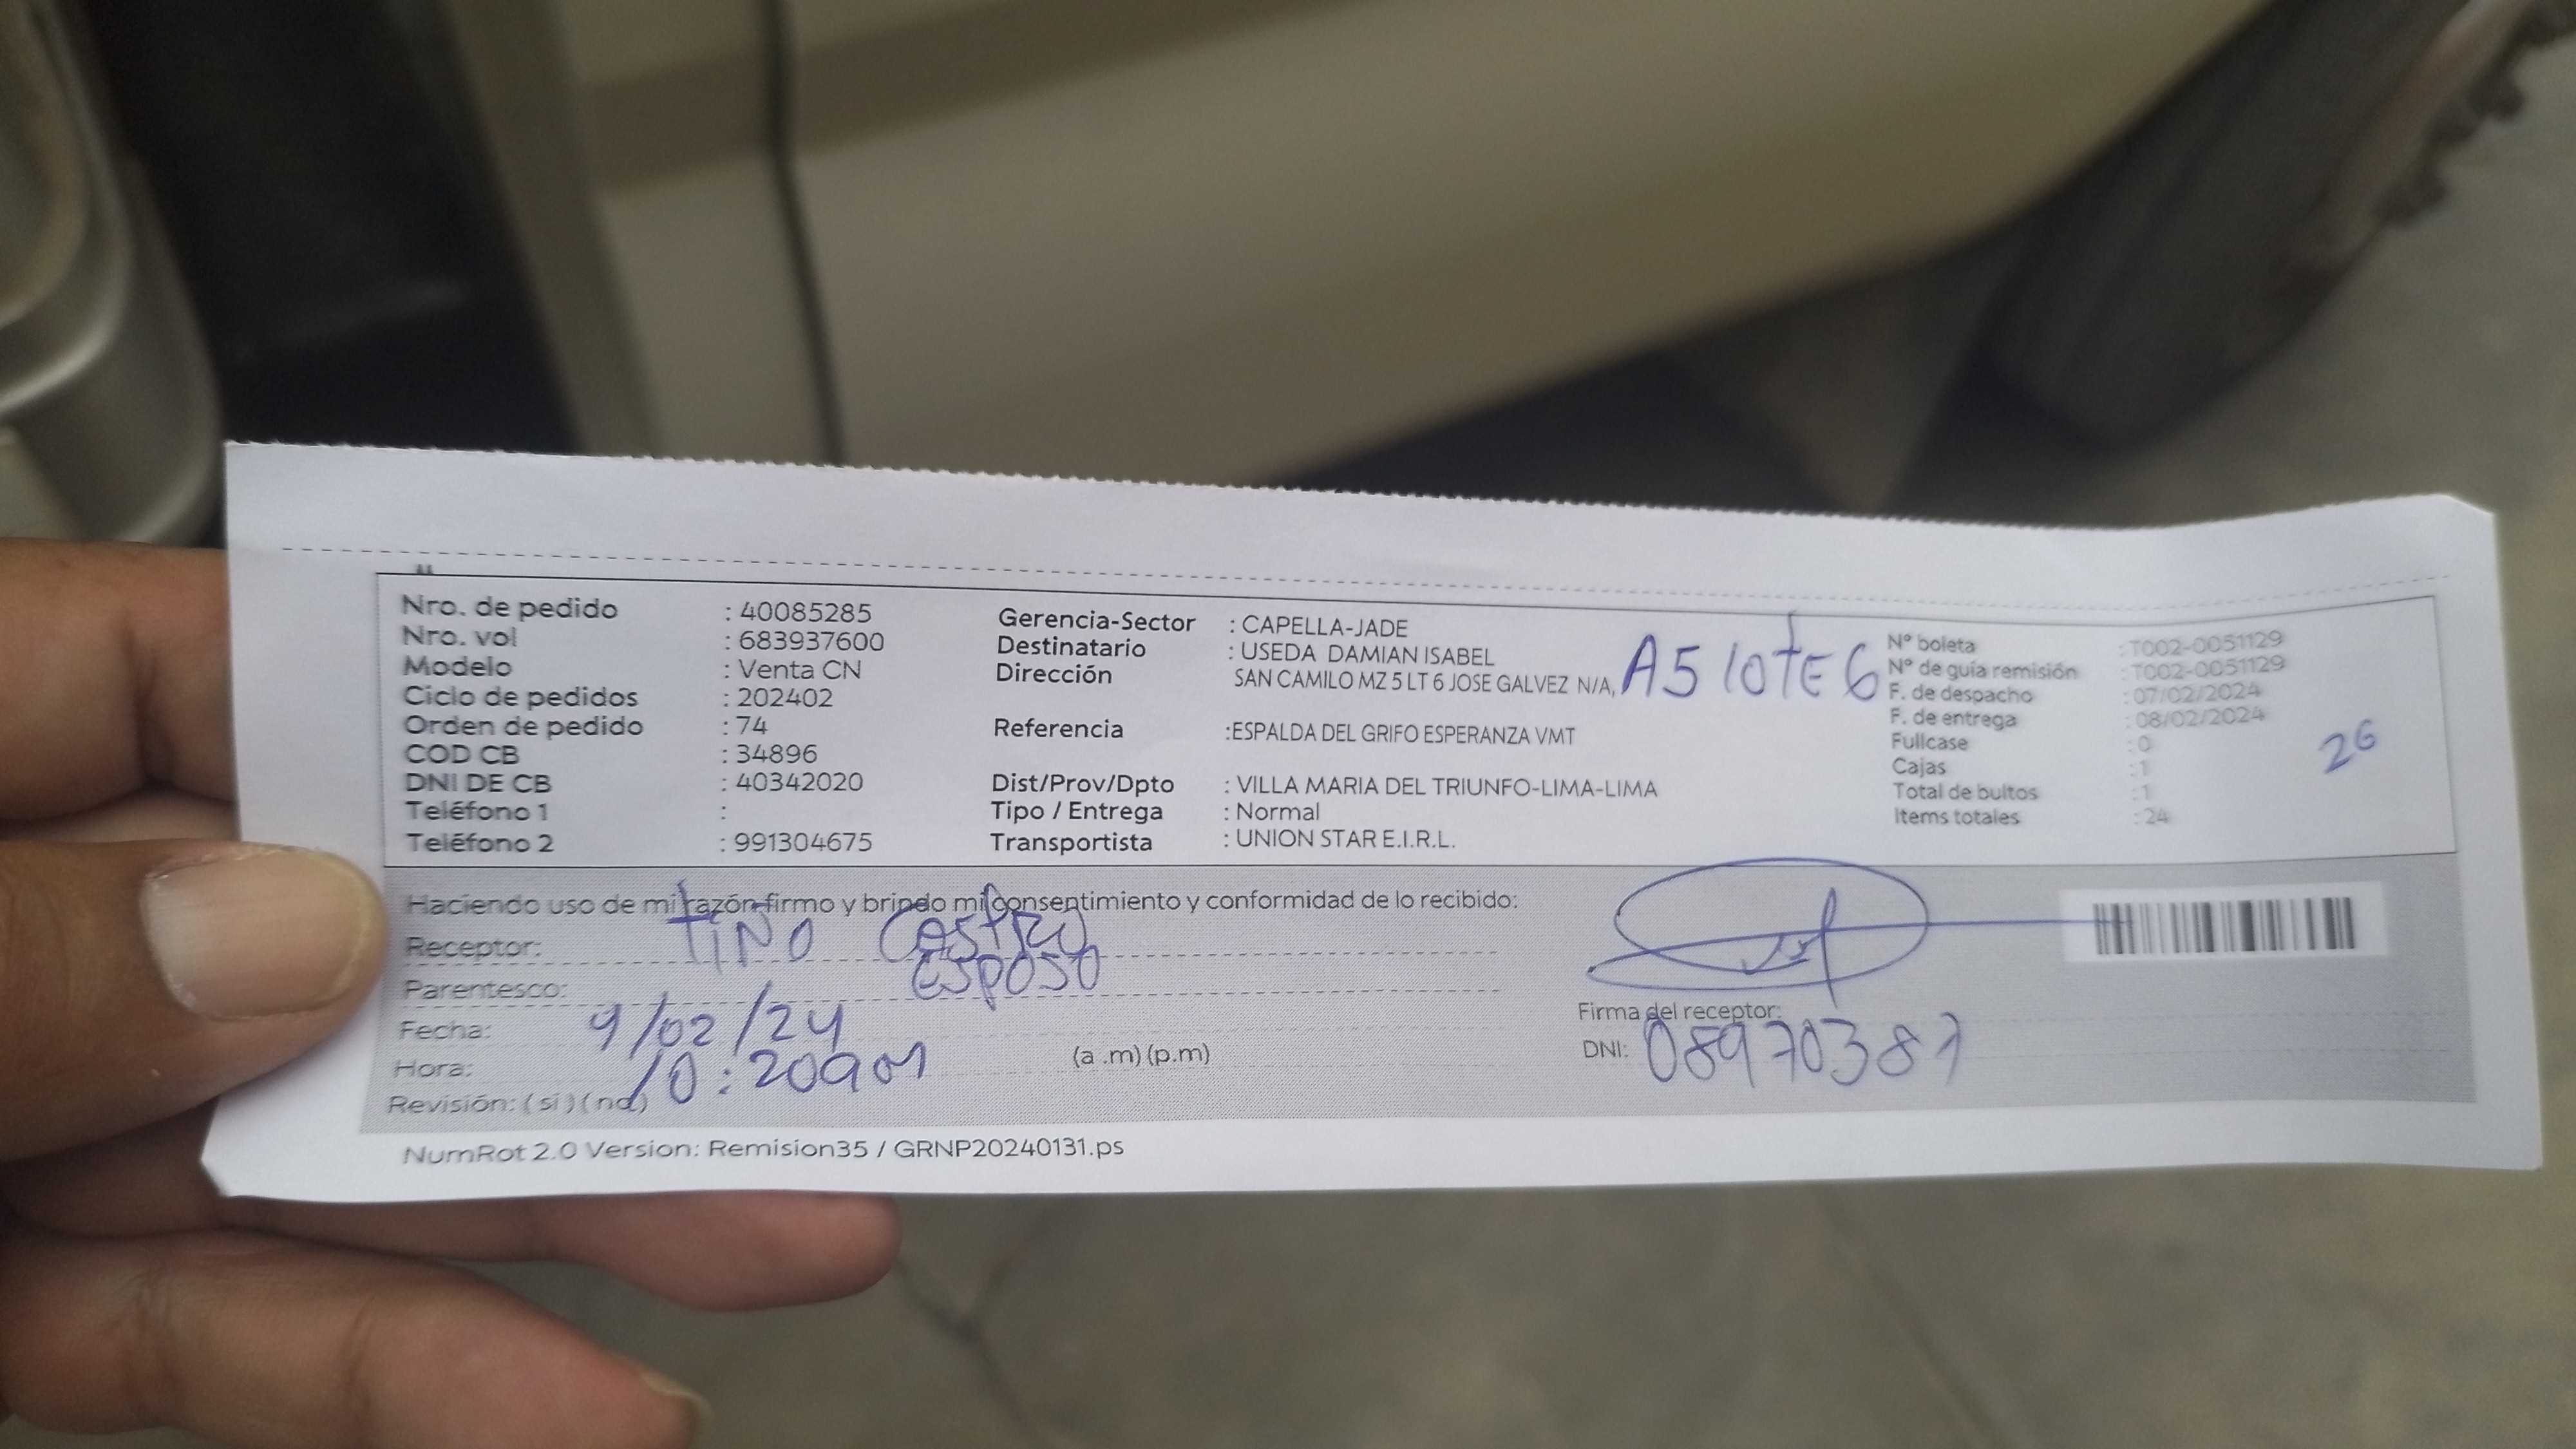 Nro. de pedido : 40085285
Nro. vol : 683937600
Modelo : Venta CN
Ciclo de pedidos : 202402
Orden de pedido : 74
COD CB : 34896
DNI DE CB : 40342020
Teléfono 1 :
Teléfono 2 : 991304675
Gerencia-Sector : CAPELLA-JADE
Destinatario : USEDA DAMIAN ISABEL
Dirección SAN CAMILO MZ 5 LT 6 JOSE GALVEZ N/A, A5 lotE 6
Referencia :ESPALDA DEL GRIFO ESPERANZA VMT
Dist/Prov/Dpto : VILLA MARIA DEL TRIUNFO-LIMA-LIMA
Tipo / Entrega : Normal
Transportista : UNION STAR E.I.R.L.
N° boleta :T002-0051129
N° de guía remisión :T002-0051129
F. de despacho :07/02/2024
F. de entrega :08/02/2024
Fullcase :0
Cajas :1
Total de bultos :1
Items totales :24
26
Haciendo uso de mi razón firmo y brindo mi consentimiento y conformidad de lo recibido:
Receptor: tiNO Castro
Parentesco: Esposo
Fecha: 9/02/24
Hora: 10:20am (a .m) (p.m)
Revisión: ( si ) ( no )
Firma del receptor:
DNI: 08970387
NumRot 2.0 Version: Remision35 / GRNP20240131.ps